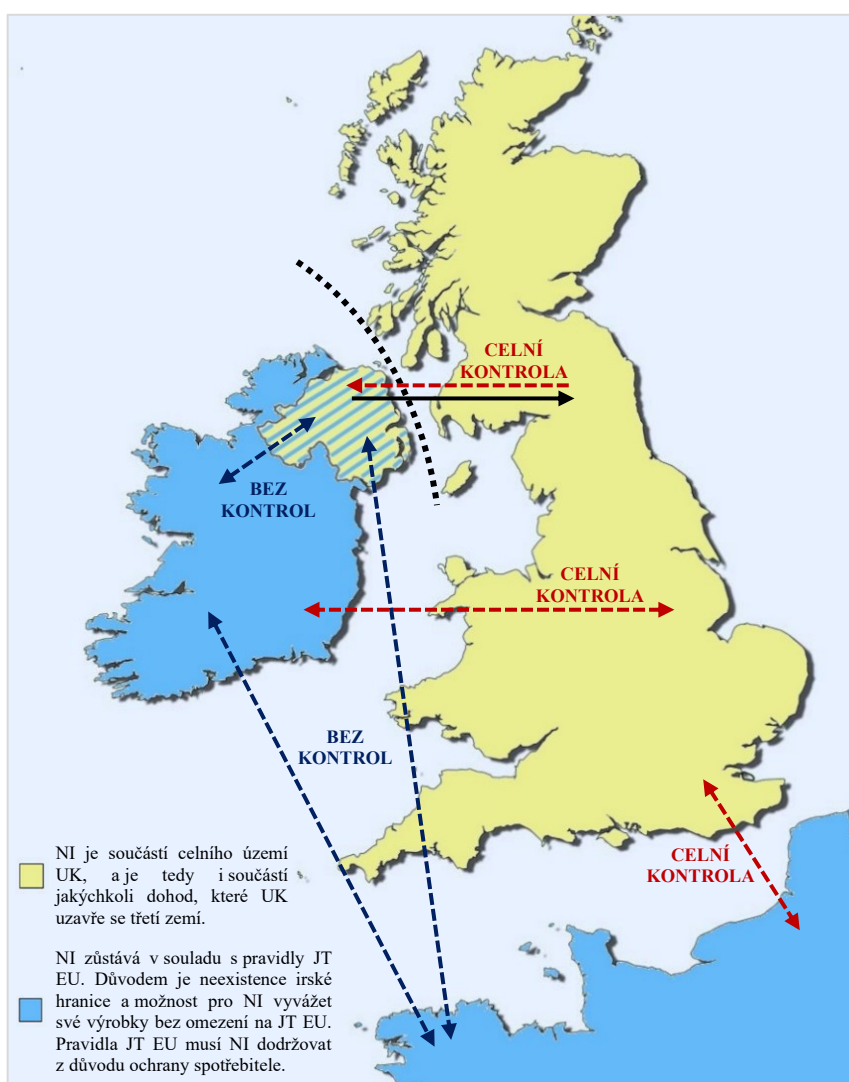 CELNÍ
KONTROLA
BEZ
KONTROL
CELNÍ
KONTROLA
BEZ
KONTROL
CELNÍ
KONTROLA
NI je součástí celního území
UK, a je tedy i součástí
jakýchkoli dohod, které UK
uzavře se třetí zemí.
NI zůstává v souladu s pravidly JT
EU. Důvodem je neexistence irské
hranice a možnost pro NI vyvážet
své výrobky bez omezení na JT EU.
Pravidla JT EU musí NI dodržovat
z důvodu ochrany spotřebitele.